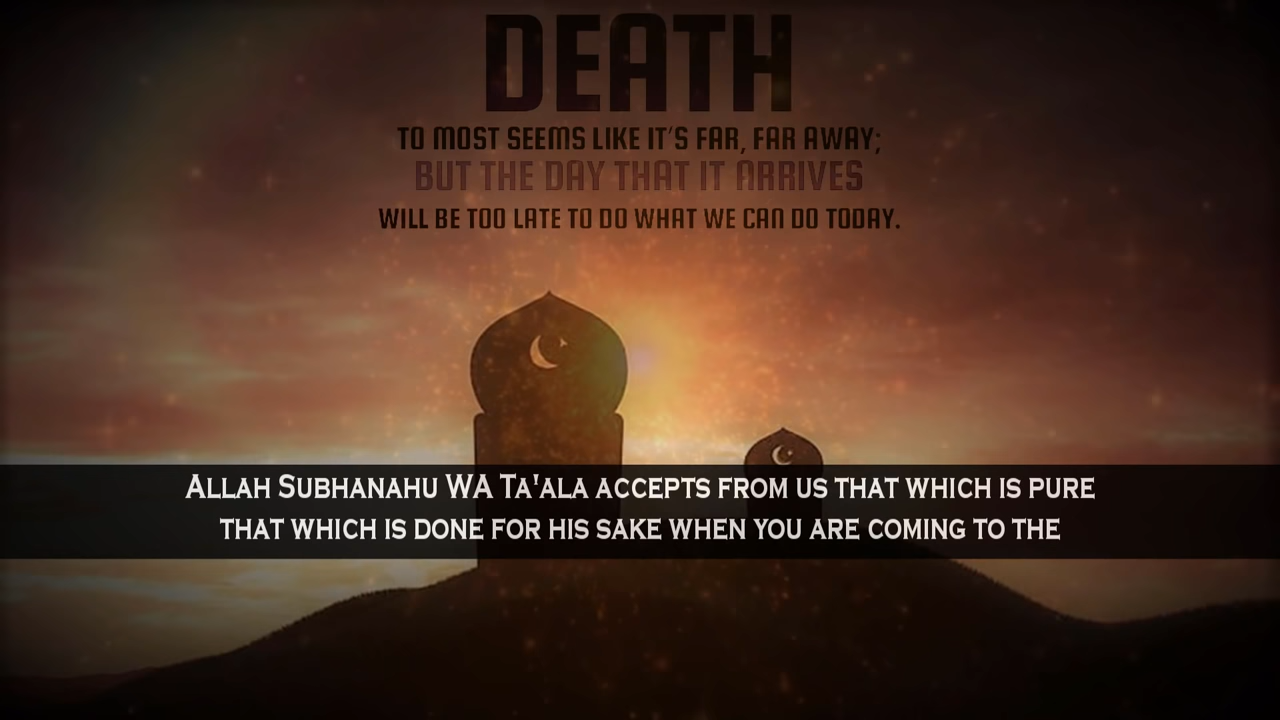 DEATH
TO MOST SEEMS LIKE IT'S FAR, FAR AWAY;
BUT THE DAY THAT IT ARRIVES
WILL BE TOO LATE TO DO WHAT WE CAN DO TODAY.
ALLAH SUBHANAHU WA TA'ALA ACCEPTS FROM US THAT WHICH IS PURE
THAT WHICH IS DONE FOR HIS SAKE WHEN YOU ARE COMING TO THE